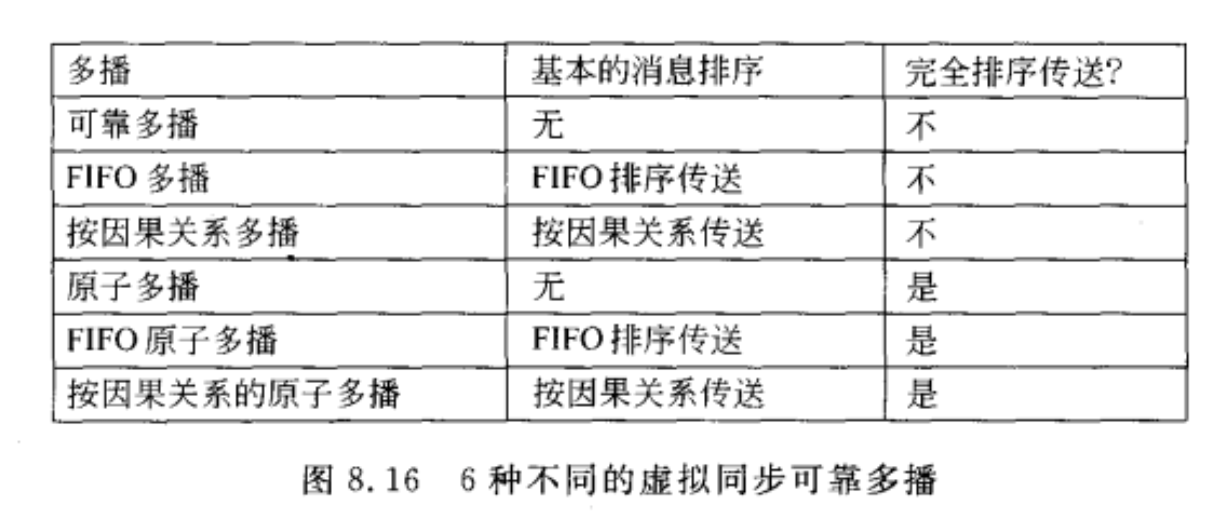 多播 基本的消息排序 完全排序传送?
可靠多播 无 不
FIFO 多播 FIFO 排序传送 不
按因果关系多播 按因果关系传送 不
原子多播 无 是
FIFO 原子多播 FIFO 排序传送 是
按因果关系的原子多播 按因果关系传送 是
图 8.16 6 种不同的虚拟同步可靠多播